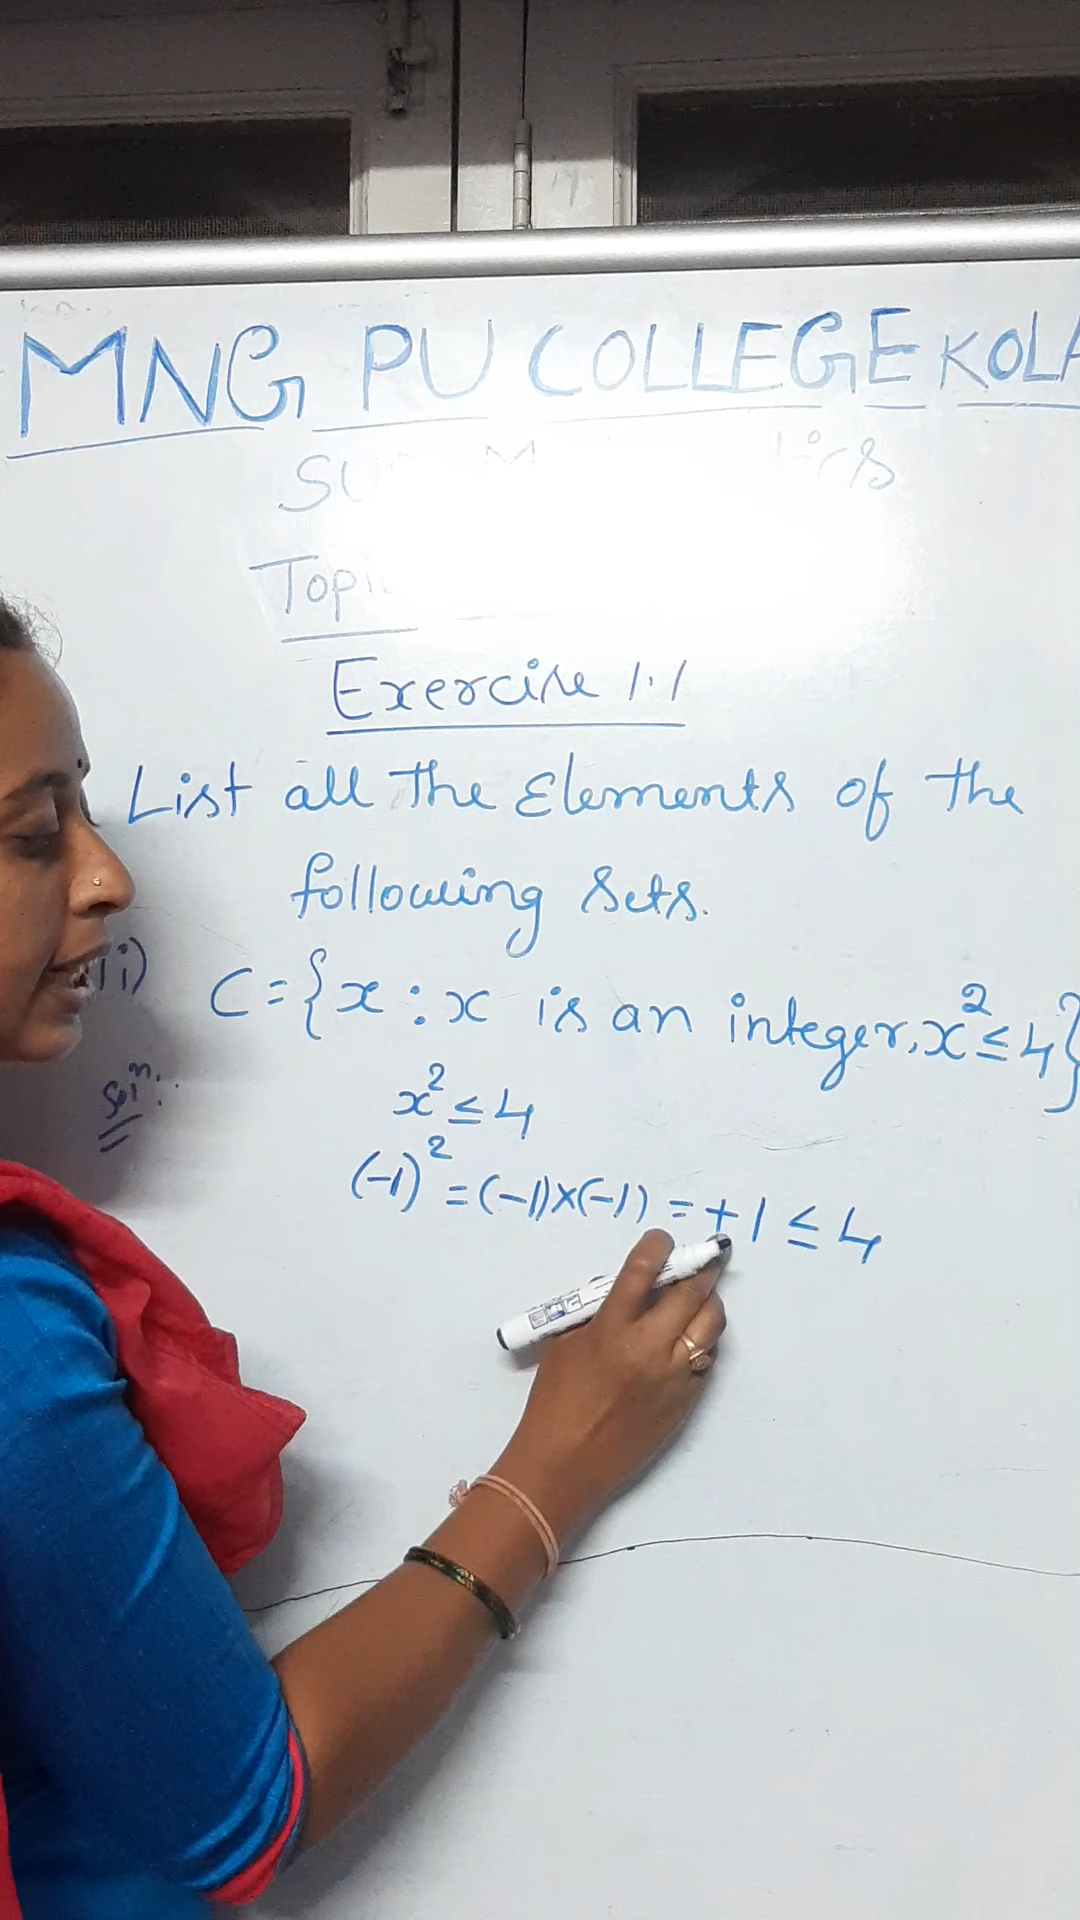 MNG PU COLLEGE KOLA
Exercise 1.1
List all the Elements of the
following Sets.
C = {x : x is an integer, x² ≤ 4}
Solⁿ:
x² ≤ 4
(-1)² = (-1)×(-1) = +1 ≤ 4